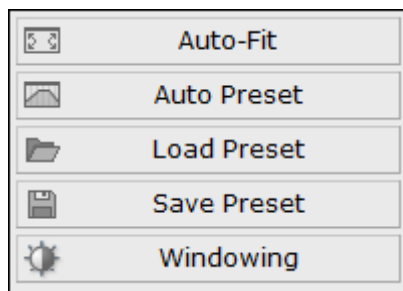 Auto-Fit
Auto Preset
Load Preset
Save Preset
Windowing